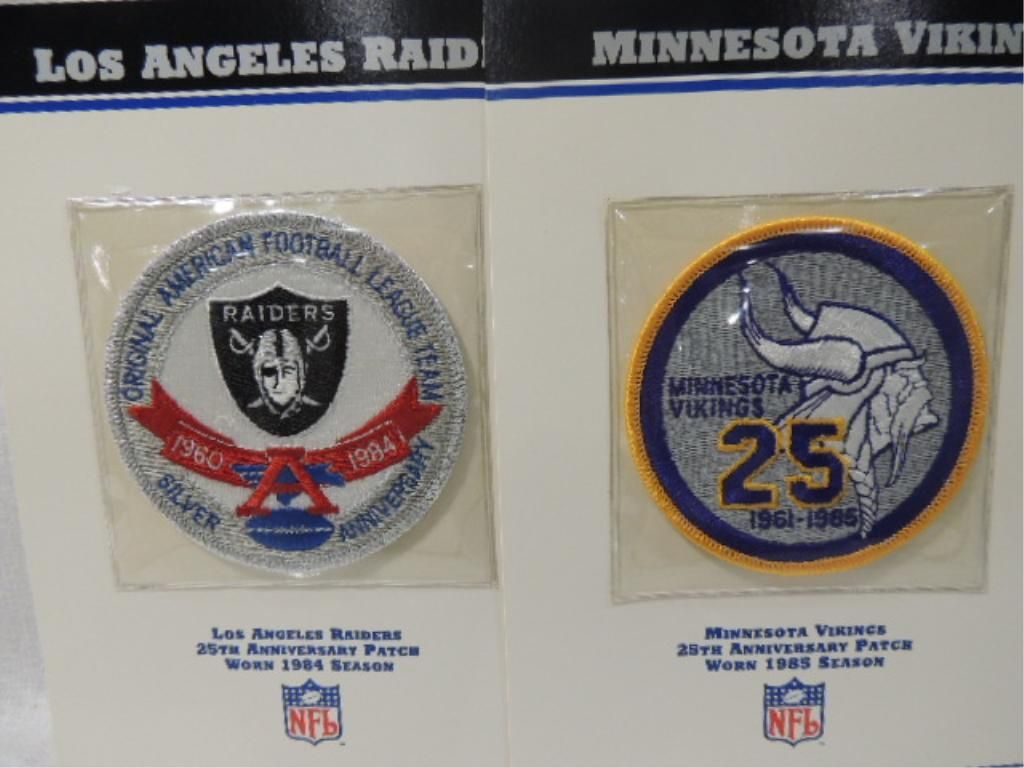 LOS ANGELES RAID
ORIGINAL AMERICAN FOOTBALL LEAGUE TEAM
RAIDERS
1960 1984
A
SILVER ANNIVERSARY
LOS ANGELES RAIDERS
25TH ANNIVERSARY PATCH
WORN 1984 SEASON
NFL
MINNESOTA VIKIN
MINNESOTA
VIKINGS
25
1961-1985
MINNESOTA VIKINGS
25TH ANNIVERSARY PATCH
WORN 1985 SEASON
NFL